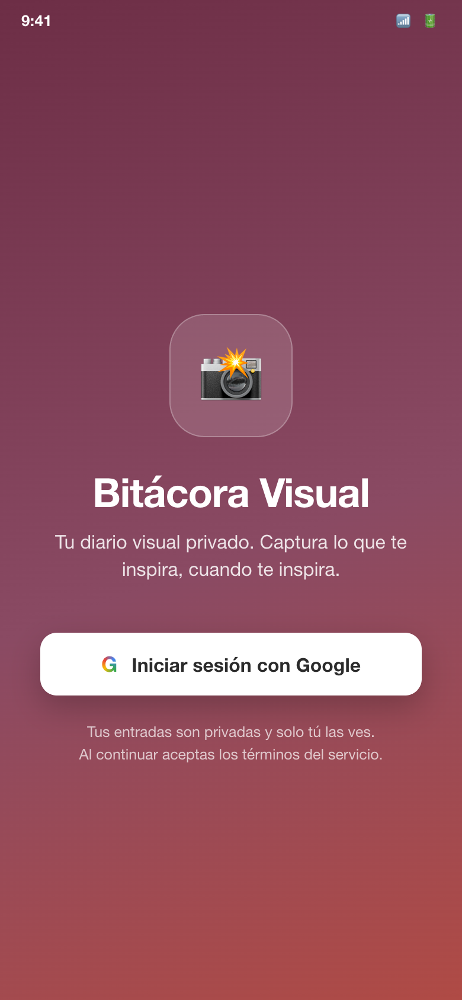 9:41
Bitácora Visual
Tu diario visual privado. Captura lo que te
inspira, cuando te inspira.
G Iniciar sesión con Google
Tus entradas son privadas y solo tú las ves.
Al continuar aceptas los términos del servicio.